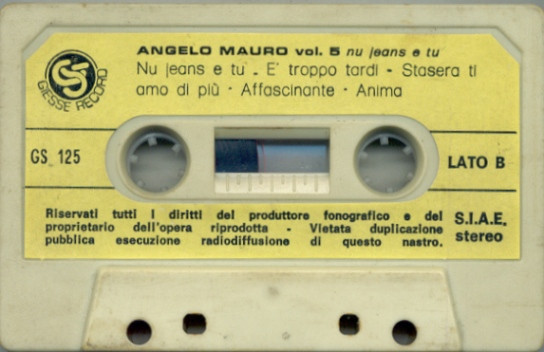 ANGELO MAURO vol. 5 nu jeans e tu
Nu jeans e tu - E' troppo tardi - Stasera ti
amo di più - Affascinante - Anima
GS
GIESSE RECORD
GS 125
LATO B
Riservati tutti i diritti del produttore fonografico e del
proprietario dell'opera riprodotta - Vietata duplicazione
pubblica esecuzione radiodiffusione di questo nastro.
S.I.A.E.
stereo